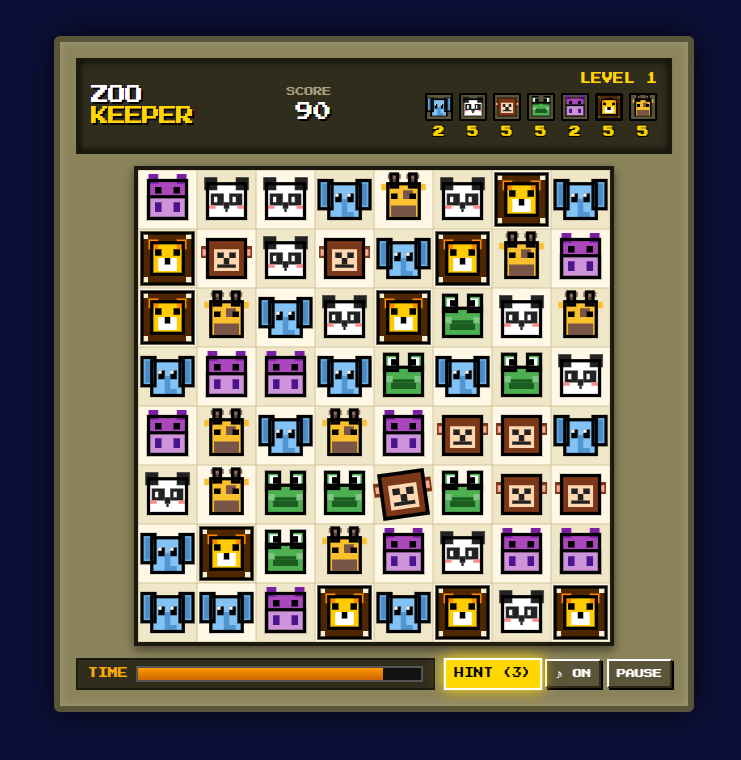 ZOO
KEEPER
SCORE
90
LEVEL 1
2 5 5 5 2 5 5
TIME
HINT (3)
♪ ON
PAUSE